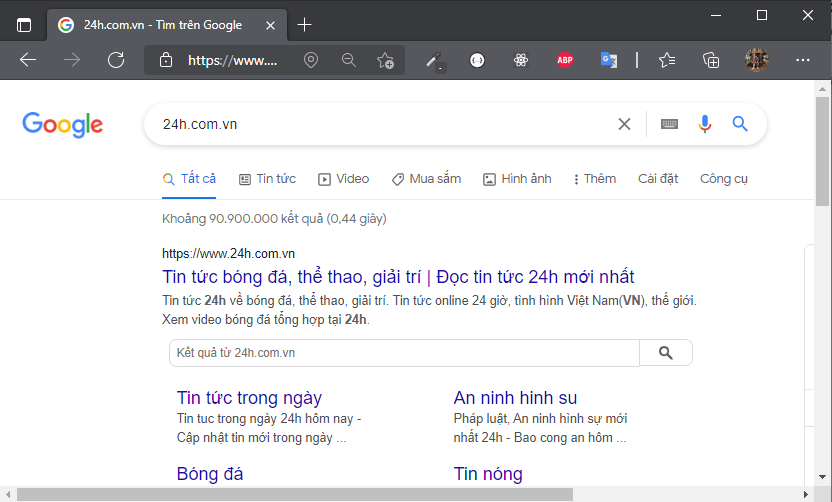 24h.com.vn - Tìm trên Google
https://www....
ABP
Google
24h.com.vn
Tất cả
Tin tức
Video
Mua sắm
Hình ảnh
Thêm
Cài đặt
Công cụ
Khoảng 90.900.000 kết quả (0,44 giây)
https://www.24h.com.vn
Tin tức bóng đá, thể thao, giải trí | Đọc tin tức 24h mới nhất
Tin tức 24h về bóng đá, thể thao, giải trí. Tin tức online 24 giờ, tình hình Việt Nam(VN), thế giới.
Xem video bóng đá tổng hợp tại 24h.
Kết quả từ 24h.com.vn
Tin tức trong ngày
Tin tuc trong ngày 24h hôm nay -
Cập nhật tin mới trong ngày ...
An ninh hinh su
Pháp luật, An ninh hình sự mới
nhất 24h - Bao cong an hôm ...
Bóng đá
Tin nóng